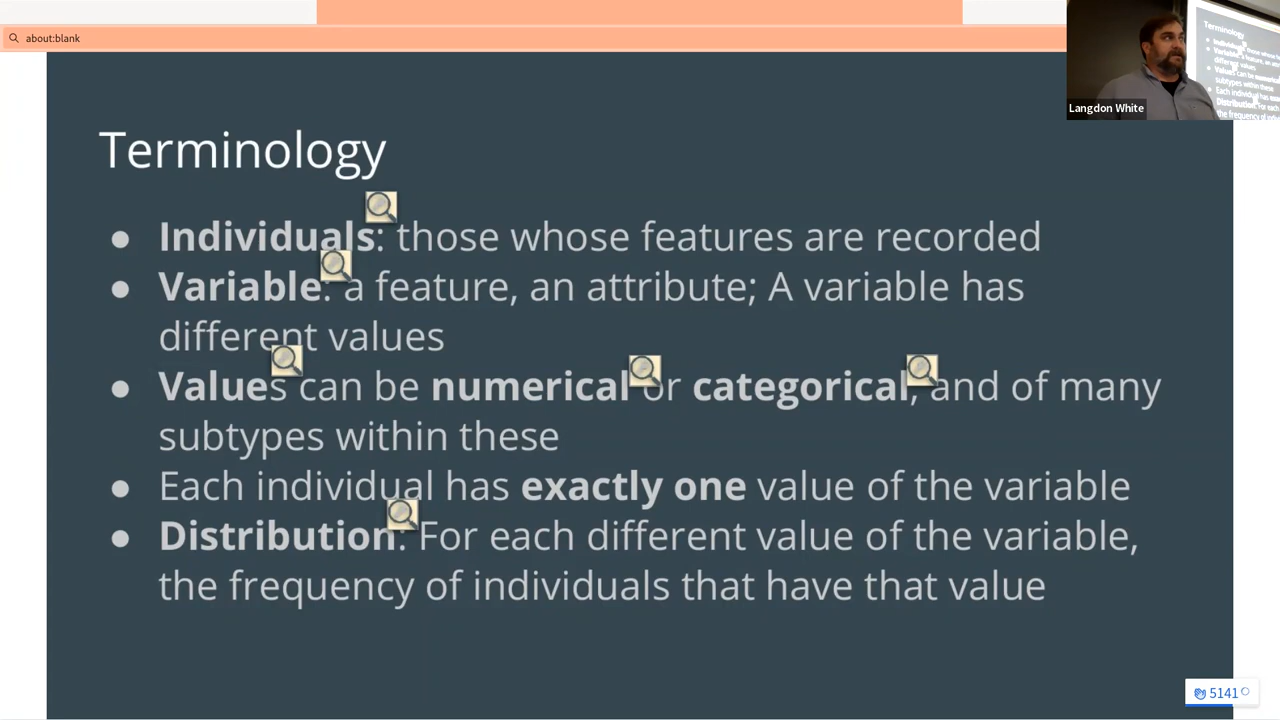 about:blank
Terminology
● Individuals: those whose features are recorded
● Variable: a feature, an attribute; A variable has
different values
● Values can be numerical or categorical, and of many
subtypes within these
● Each individual has exactly one value of the variable
● Distribution: For each different value of the variable,
the frequency of individuals that have that value
Langdon White
Terminology
5141